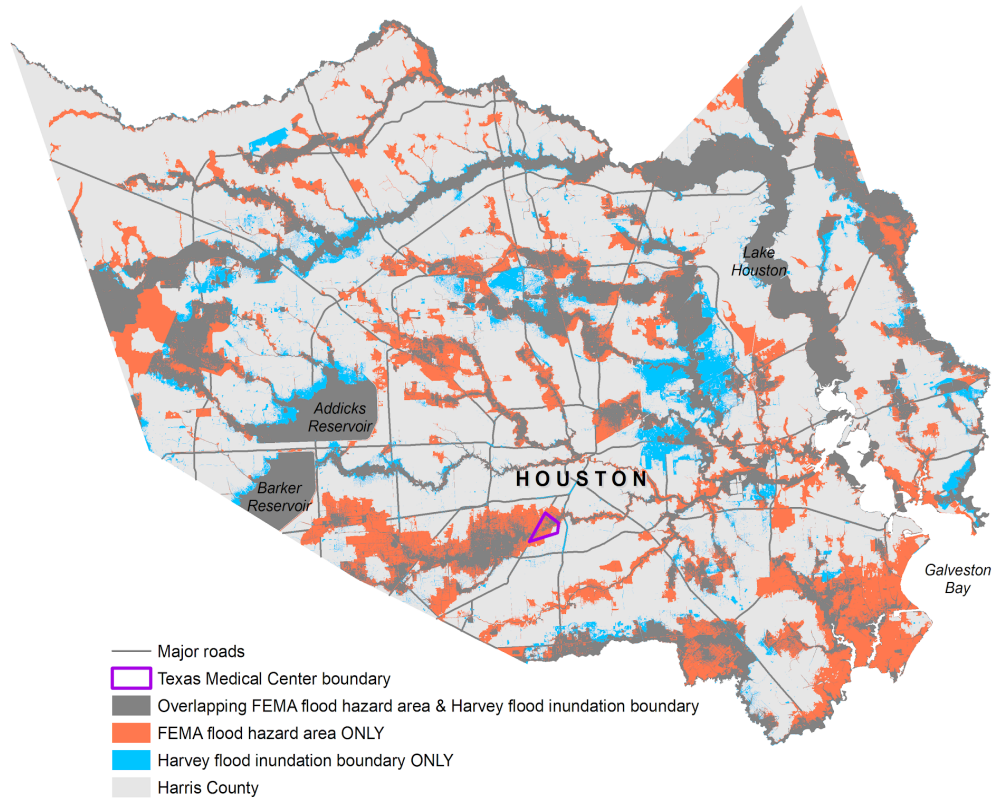 Lake
Houston
Addicks
Reservoir
HOUSTON
Barker
Reservoir
Galveston
Bay
Major roads
Texas Medical Center boundary
Overlapping FEMA flood hazard area & Harvey flood inundation boundary
FEMA flood hazard area ONLY
Harvey flood inundation boundary ONLY
Harris County